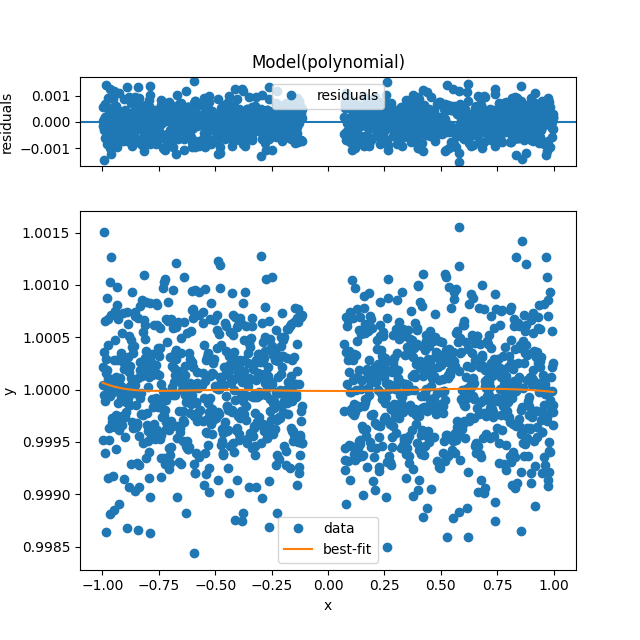 Model(polynomial)
0.001
0.000
−0.001
residuals
residuals
1.0015
1.0010
1.0005
1.0000
0.9995
0.9990
0.9985
y
data
best-fit
−1.00 −0.75 −0.50 −0.25 0.00 0.25 0.50 0.75 1.00
x